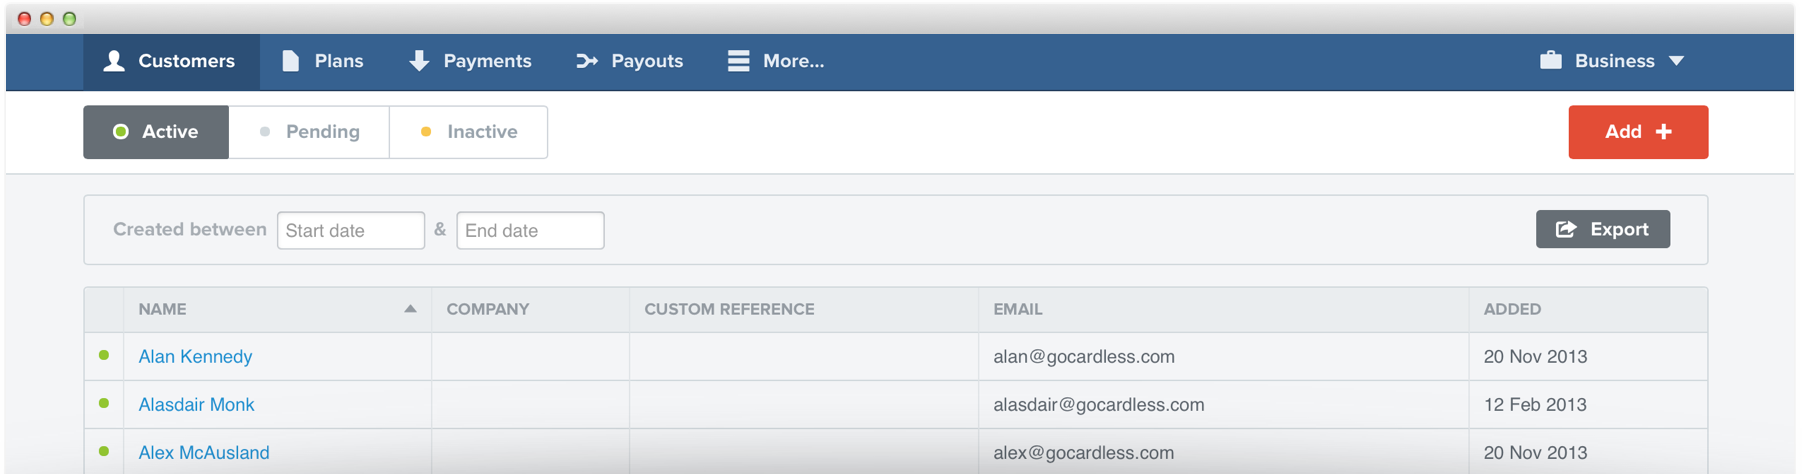 Customers Plans Payments Payouts More... Business
Active Pending Inactive Add
Created between Start date & End date Export
NAME COMPANY CUSTOM REFERENCE EMAIL ADDED
Alan Kennedy alan@gocardless.com 20 Nov 2013
Alasdair Monk alasdair@gocardless.com 12 Feb 2013
Alex McAusland alex@gocardless.com 20 Nov 2013